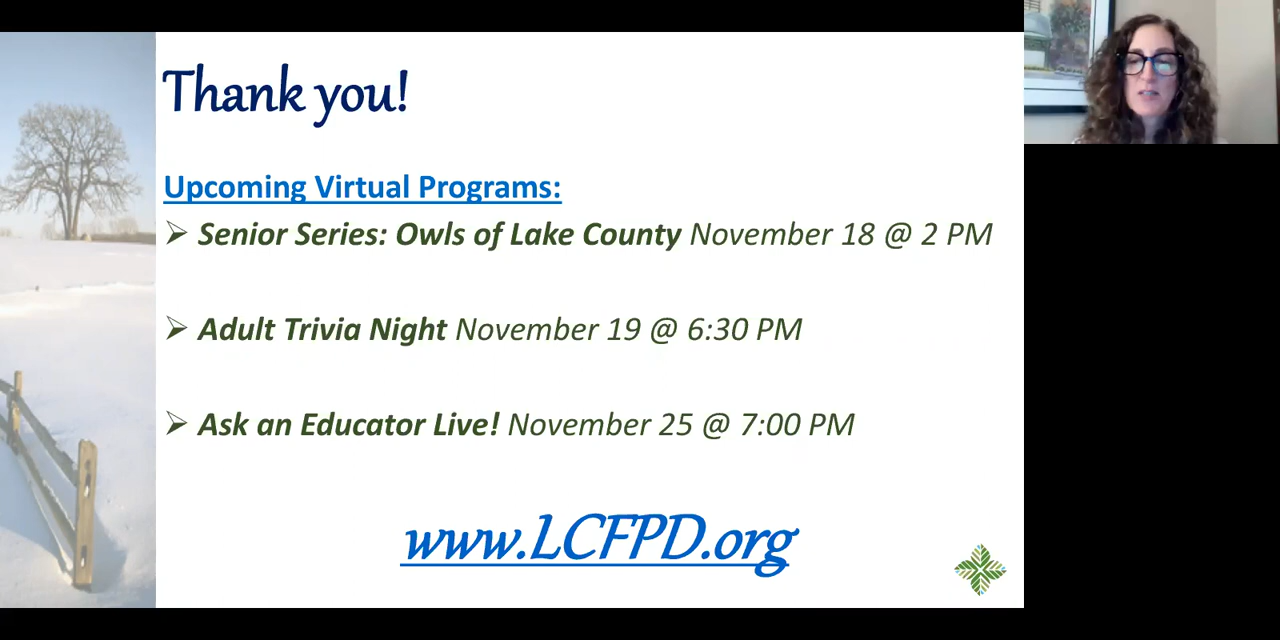 Thank you!
Upcoming Virtual Programs:
➢ Senior Series: Owls of Lake County November 18 @ 2 PM
➢ Adult Trivia Night November 19 @ 6:30 PM
➢ Ask an Educator Live! November 25 @ 7:00 PM
www.LCFPD.org